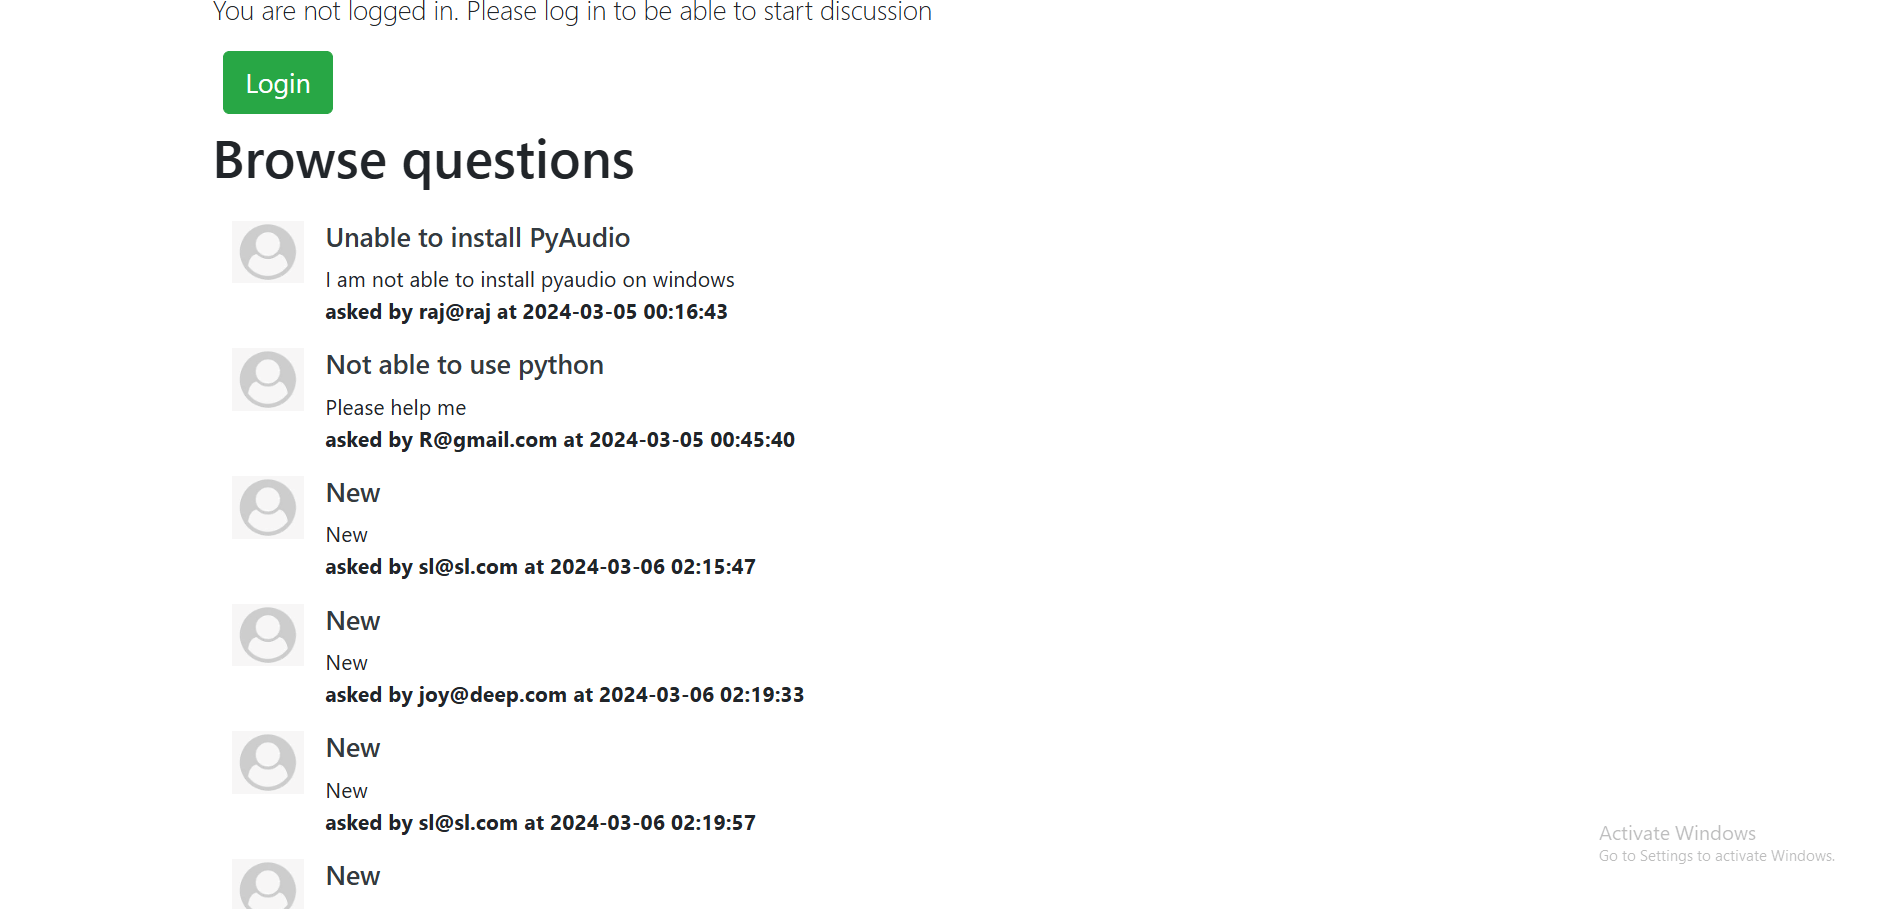 You are not logged in. Please log in to be able to start discussion
Login
Browse questions
Unable to install PyAudio
I am not able to install pyaudio on windows
asked by raj@raj at 2024-03-05 00:16:43
Not able to use python
Please help me
asked by R@gmail.com at 2024-03-05 00:45:40
New
New
asked by sl@sl.com at 2024-03-06 02:15:47
New
New
asked by joy@deep.com at 2024-03-06 02:19:33
New
New
asked by sl@sl.com at 2024-03-06 02:19:57
New
Activate Windows
Go to Settings to activate Windows.